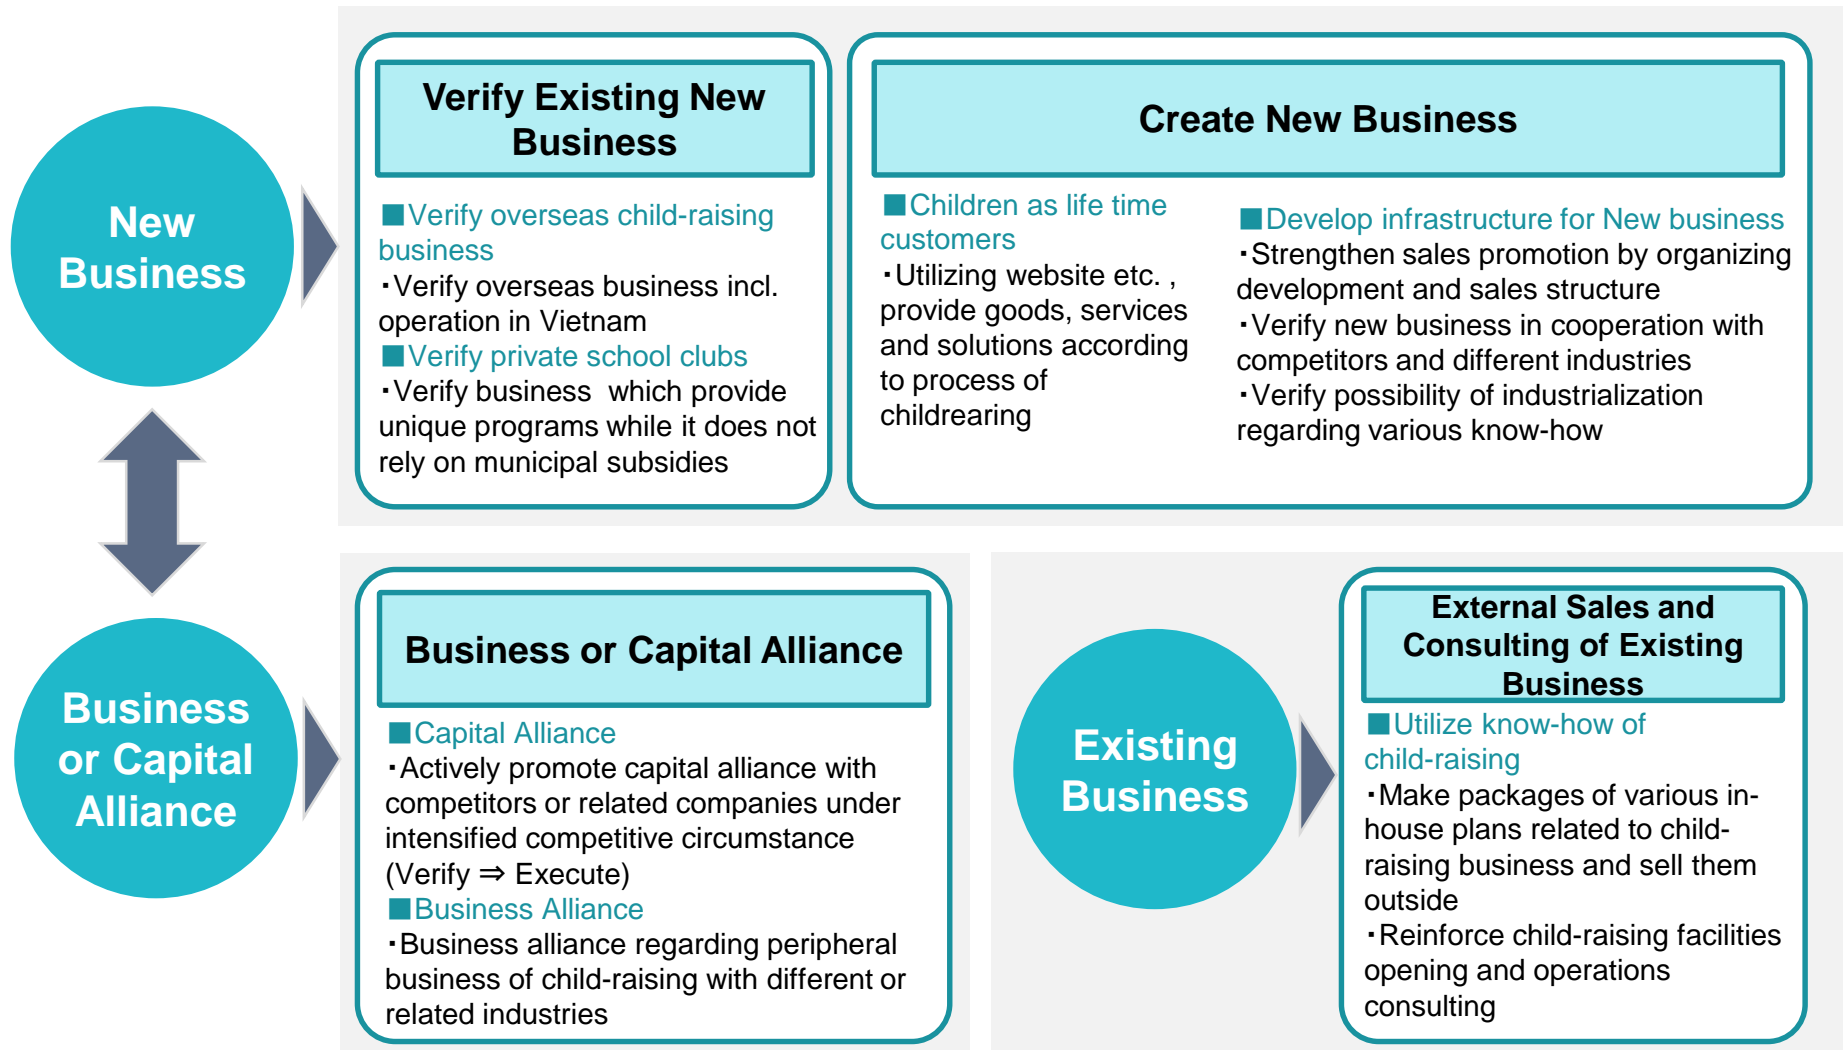 New
Business
Verify Existing New
Business
■Verify overseas child-raising
business
・Verify overseas business incl.
operation in Vietnam
■Verify private school clubs
・Verify business which provide
unique programs while it does not
rely on municipal subsidies
Create New Business
■Children as life time
customers
・Utilizing website etc. ,
provide goods, services
and solutions according
to process of
childrearing
■Develop infrastructure for New business
・Strengthen sales promotion by organizing
development and sales structure
・Verify new business in cooperation with
competitors and different industries
・Verify possibility of industrialization
regarding various know-how
Business
or Capital
Alliance
Business or Capital Alliance
■Capital Alliance
・Actively promote capital alliance with
competitors or related companies under
intensified competitive circumstance
(Verify ⇒ Execute)
■Business Alliance
・Business alliance regarding peripheral
business of child-raising with different or
related industries
Existing
Business
External Sales and
Consulting of Existing
Business
■Utilize know-how of
child-raising
・Make packages of various in-
house plans related to child-
raising business and sell them
outside
・Reinforce child-raising facilities
opening and operations
consulting